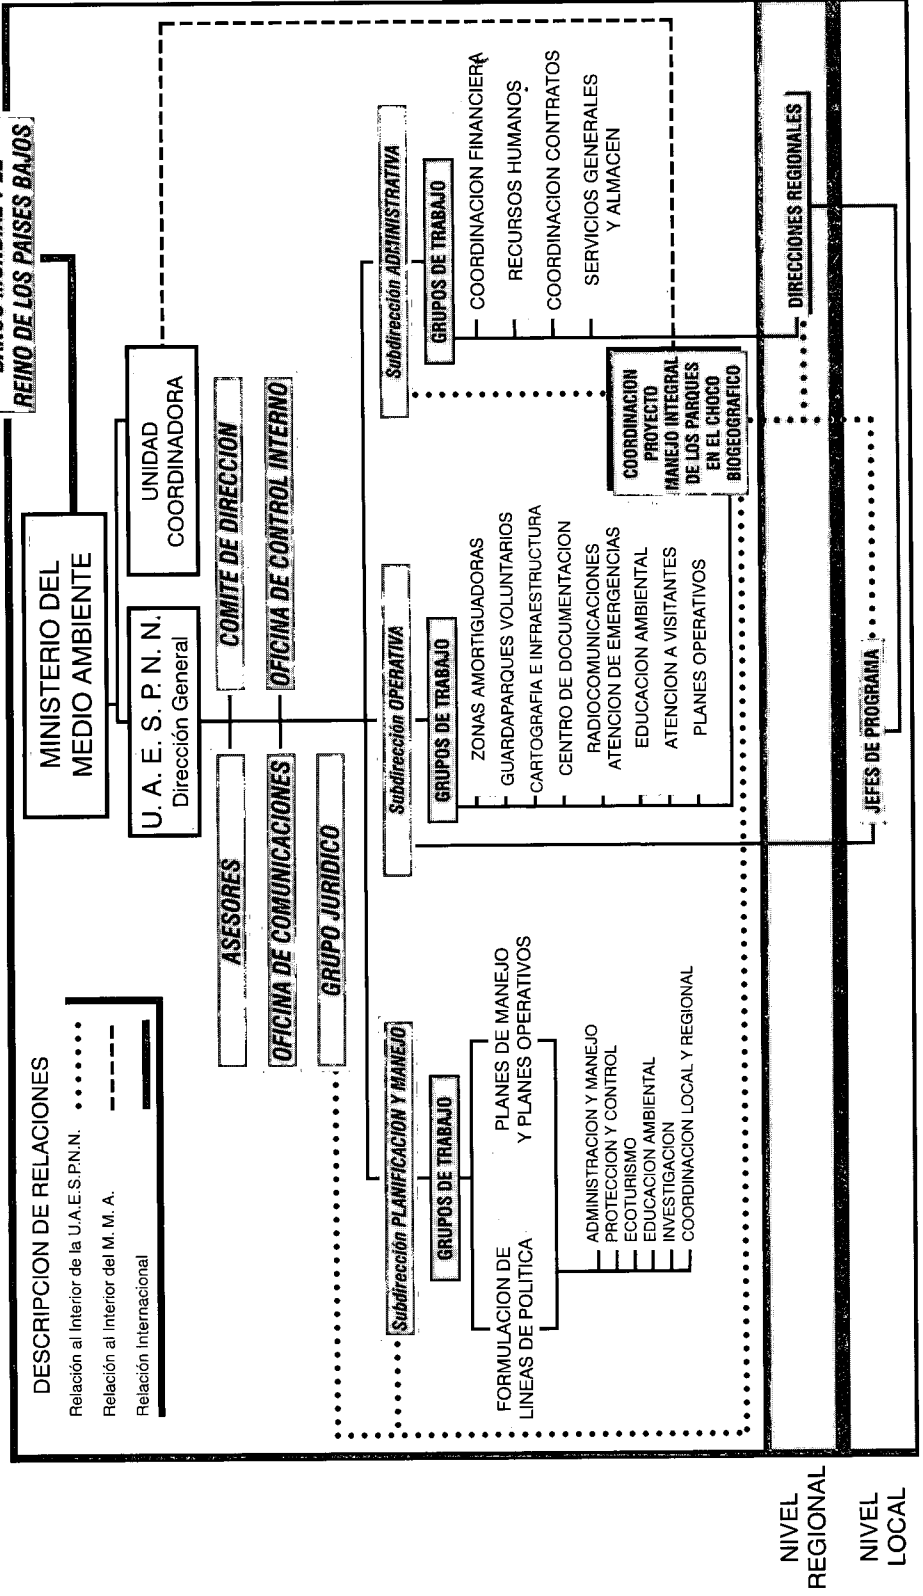 REINO DE LOS PAISES BAJOS
MINISTERIO DEL
MEDIO AMBIENTE
UNIDAD
COORDINADORA
U. A. E. S. P. N. N.
Dirección General
DESCRIPCION DE RELACIONES
Relación al Interior de la U.A.E.S.P.N.N.
Relación al Interior del M. M. A.
Relación Internacional
ASESORES
COMITE DE DIRECCION
OFICINA DE COMUNICACIONES
OFICINA DE CONTROL INTERNO
GRUPO JURIDICO
Subdirección PLANIFICACION Y MANEJO
GRUPOS DE TRABAJO
FORMULACION DE
LINEAS DE POLITICA
PLANES DE MANEJO
Y PLANES OPERATIVOS
ADMINISTRACION Y MANEJO
PROTECCION Y CONTROL
ECOTURISMO
EDUCACION AMBIENTAL
INVESTIGACION
COORDINACION LOCAL Y REGIONAL
Subdirección OPERATIVA
GRUPOS DE TRABAJO
ZONAS AMORTIGUADORAS
GUARDAPARQUES VOLUNTARIOS
CARTOGRAFIA E INFRAESTRUCTURA
CENTRO DE DOCUMENTACION
RADIOCOMUNICACIONES
ATENCION DE EMERGENCIAS
EDUCACION AMBIENTAL
ATENCION A VISITANTES
PLANES OPERATIVOS
Subdirección ADMINISTRATIVA
GRUPOS DE TRABAJO
COORDINACION FINANCIERA
RECURSOS HUMANOS
COORDINACION CONTRATOS
SERVICIOS GENERALES
Y ALMACEN
COORDINACION
PROYECTO
MANEJO INTEGRAL
DE LOS PARQUES
EN EL CHOCO
BIOGEOGRAFICO
NIVEL
REGIONAL
DIRECCIONES REGIONALES
NIVEL
LOCAL
JEFES DE PROGRAMA